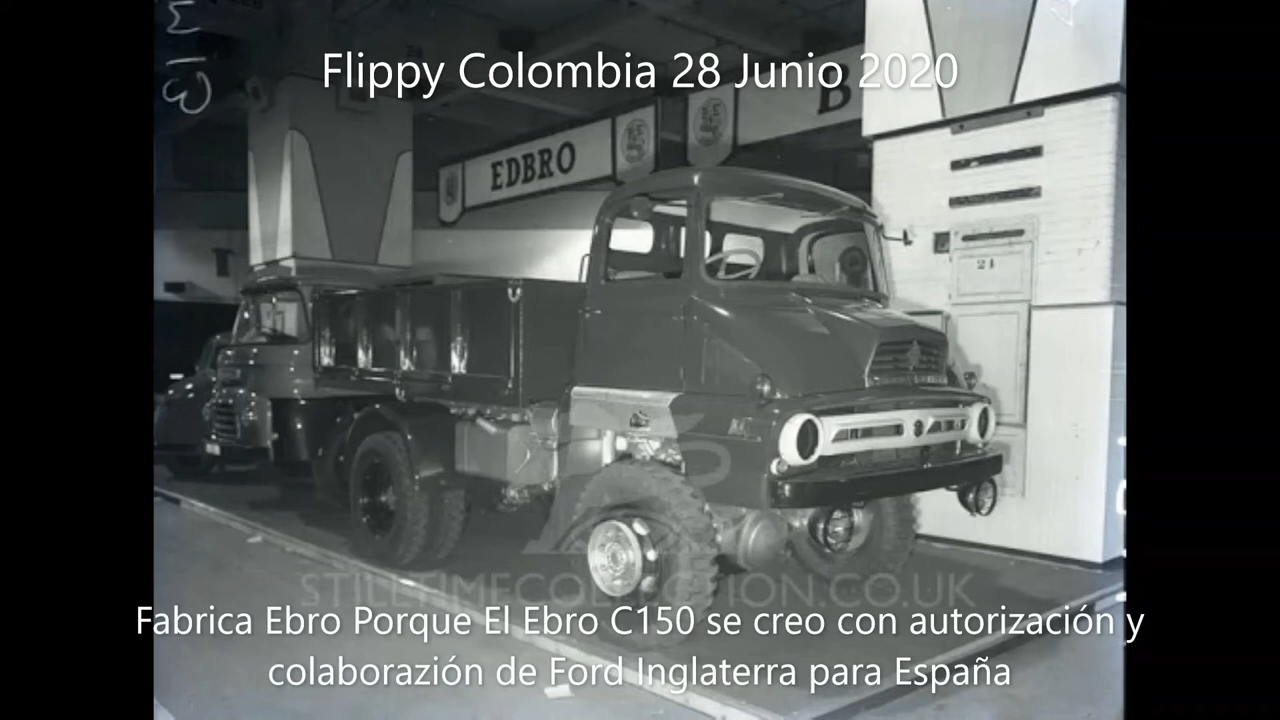 Flippy Colombia 28 Junio 2020
EDBRO
B
21
STILLTIMECOLLECTION.CO.UK
Fabrica Ebro Porque El Ebro C150 se creo con autorización y
colaborazión de Ford Inglaterra para España